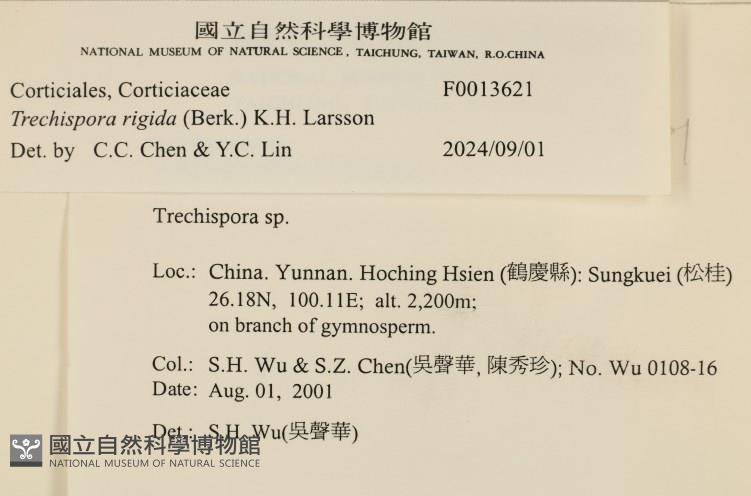 國立自然科學博物館
NATIONAL MUSEUM OF NATURAL SCIENCE, TAICHUNG, TAIWAN, R.O.CHINA
Corticiales, Corticiaceae F0013621
Trechispora rigida (Berk.) K.H. Larsson
Det. by C.C. Chen & Y.C. Lin 2024/09/01
Trechispora sp.
Loc.: China. Yunnan. Hoching Hsien (鶴慶縣): Sungkuei (松桂)
26.18N, 100.11E; alt. 2,200m;
on branch of gymnosperm.
Col.: S.H. Wu & S.Z. Chen(吳聲華, 陳秀珍); No. Wu 0108-16
Date: Aug. 01, 2001
Det.: S.H. Wu(吳聲華)
國立自然科學博物館
NATIONAL MUSEUM OF NATURAL SCIENCE